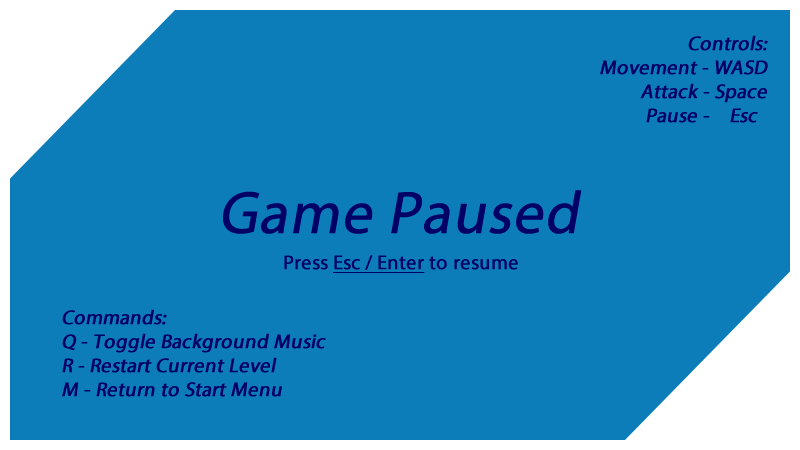 Controls:
Movement - WASD
Attack - Space
Pause - Esc
Game Paused
Press Esc / Enter to resume
Commands:
Q - Toggle Background Music
R - Restart Current Level
M - Return to Start Menu